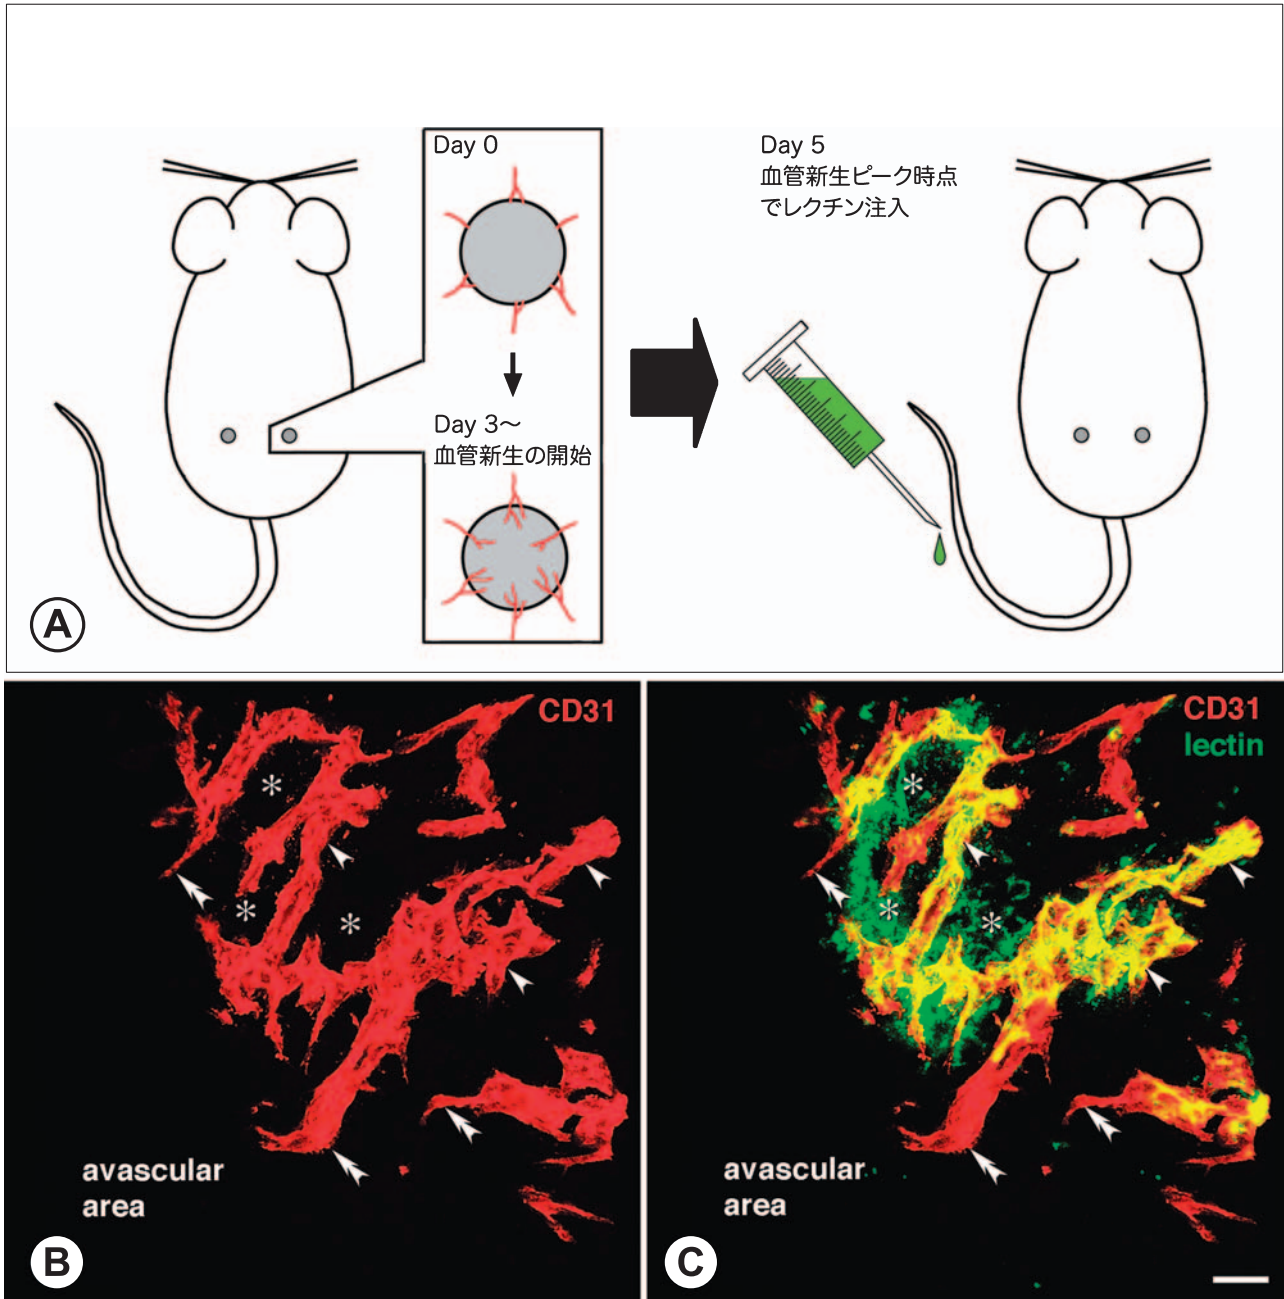 Day 0
Day 3〜
血管新生の開始
Day 5
血管新生ピーク時点
でレクチン注入
A
CD31
*
*
*
avascular
area
B
CD31
lectin
*
*
*
avascular
area
C